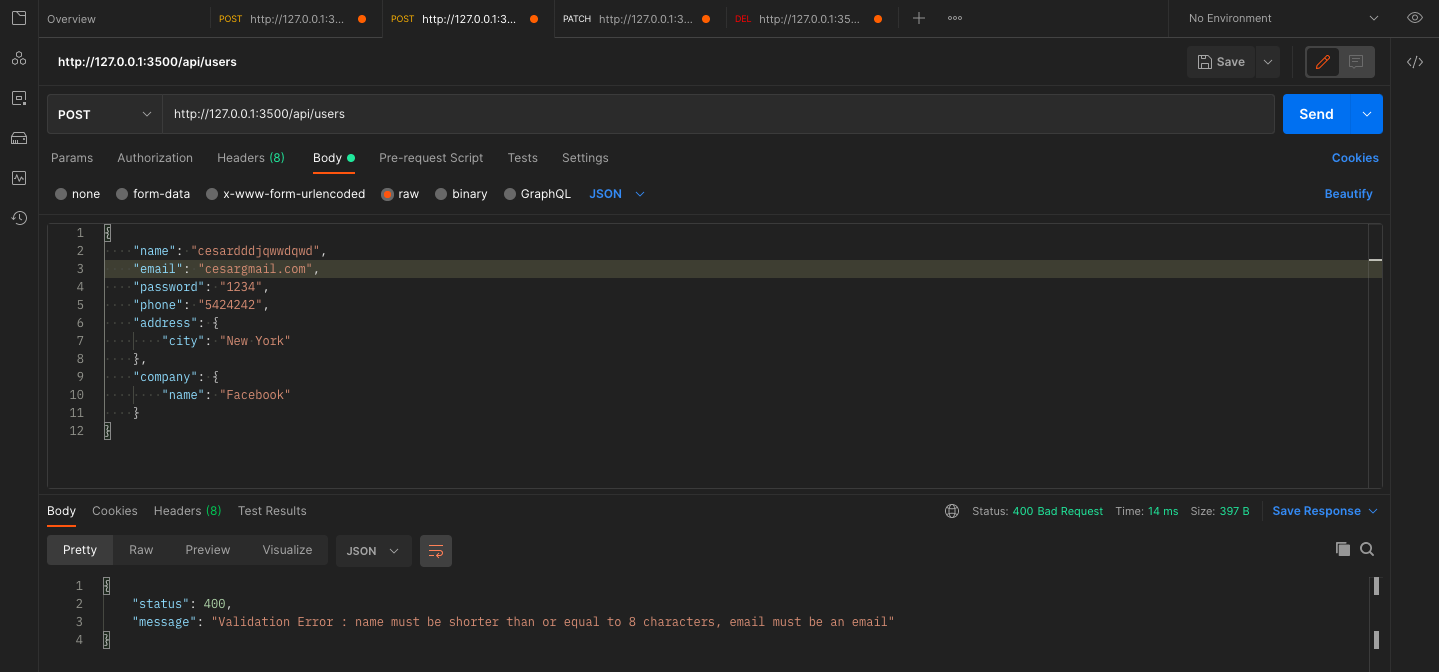 Overview POST http://127.0.0.1:3... POST http://127.0.0.1:3... PATCH http://127.0.0.1:3... DEL http://127.0.0.1:35... No Environment
http://127.0.0.1:3500/api/users Save
POST http://127.0.0.1:3500/api/users Send
Params Authorization Headers (8) Body Pre-request Script Tests Settings Cookies
none form-data x-www-form-urlencoded raw binary GraphQL JSON Beautify
1 {
2 "name": "cesardddjqwwdqwd",
3 "email": "cesargmail.com",
4 "password": "1234",
5 "phone": "5424242",
6 "address": {
7 "city": "New York"
8 },
9 "company": {
10 "name": "Facebook"
11 }
12 }
Body Cookies Headers (8) Test Results Status: 400 Bad Request Time: 14 ms Size: 397 B Save Response
Pretty Raw Preview Visualize JSON
1 {
2 "status": 400,
3 "message": "Validation Error : name must be shorter than or equal to 8 characters, email must be an email"
4 }